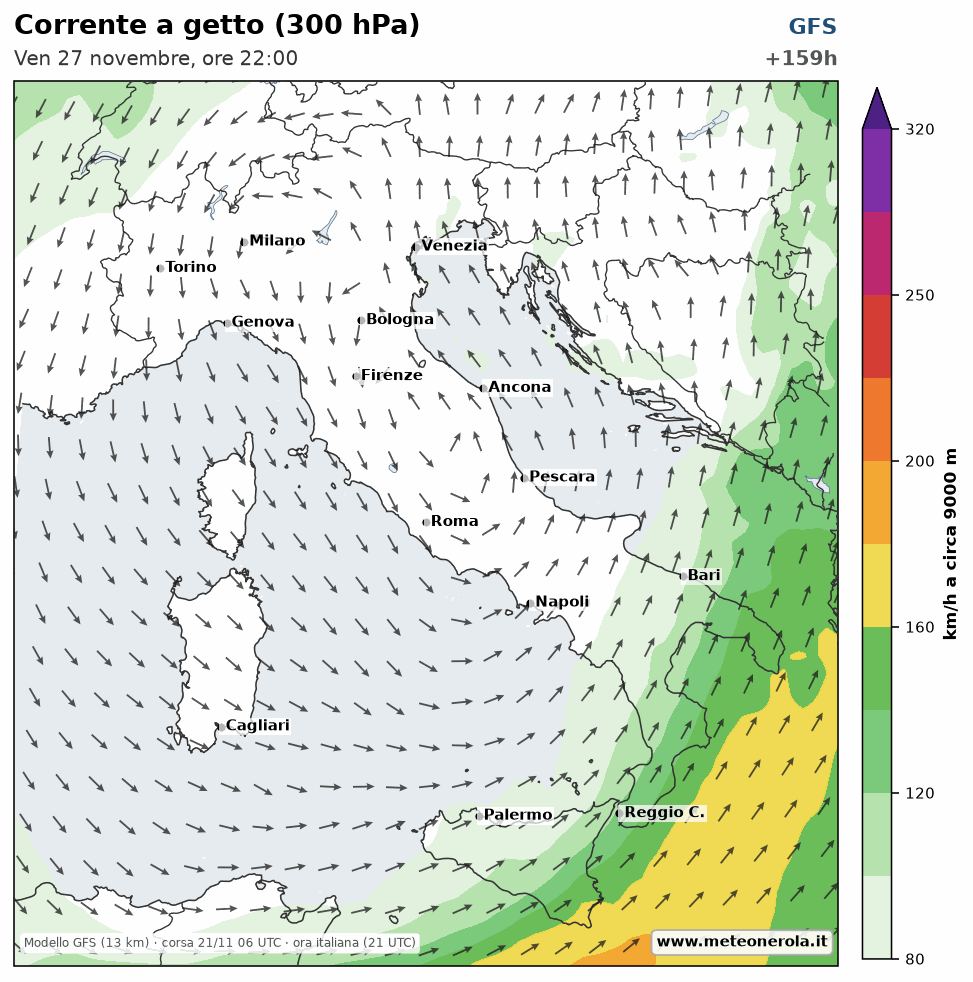 Corrente a getto (300 hPa)
GFS
Ven 27 novembre, ore 22:00
+159h
Milano
Venezia
Torino
Genova
Bologna
Firenze
Ancona
Pescara
Roma
Bari
Napoli
Cagliari
Palermo
Reggio C.
Modello GFS (13 km) · corsa 21/11 06 UTC · ora italiana (21 UTC)
www.meteonerola.it
320
250
200
160
120
80
km/h a circa 9000 m